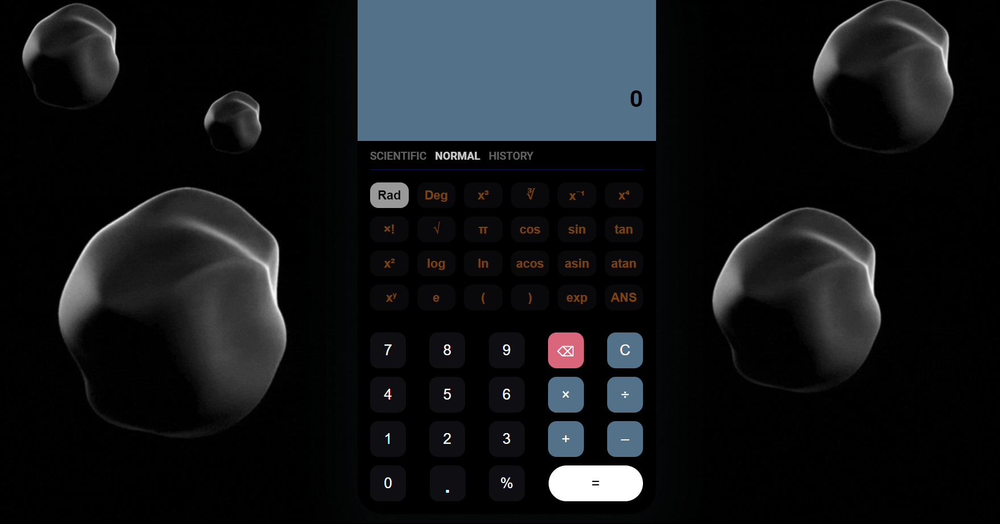 0
SCIENTIFIC NORMAL HISTORY
Rad Deg x³ ∛ x⁻¹ x⁴
×! √ π cos sin tan
x² log ln acos asin atan
xʸ e ( ) exp ANS
7 8 9 ⌫ C
4 5 6 × ÷
1 2 3 + –
0 . % =